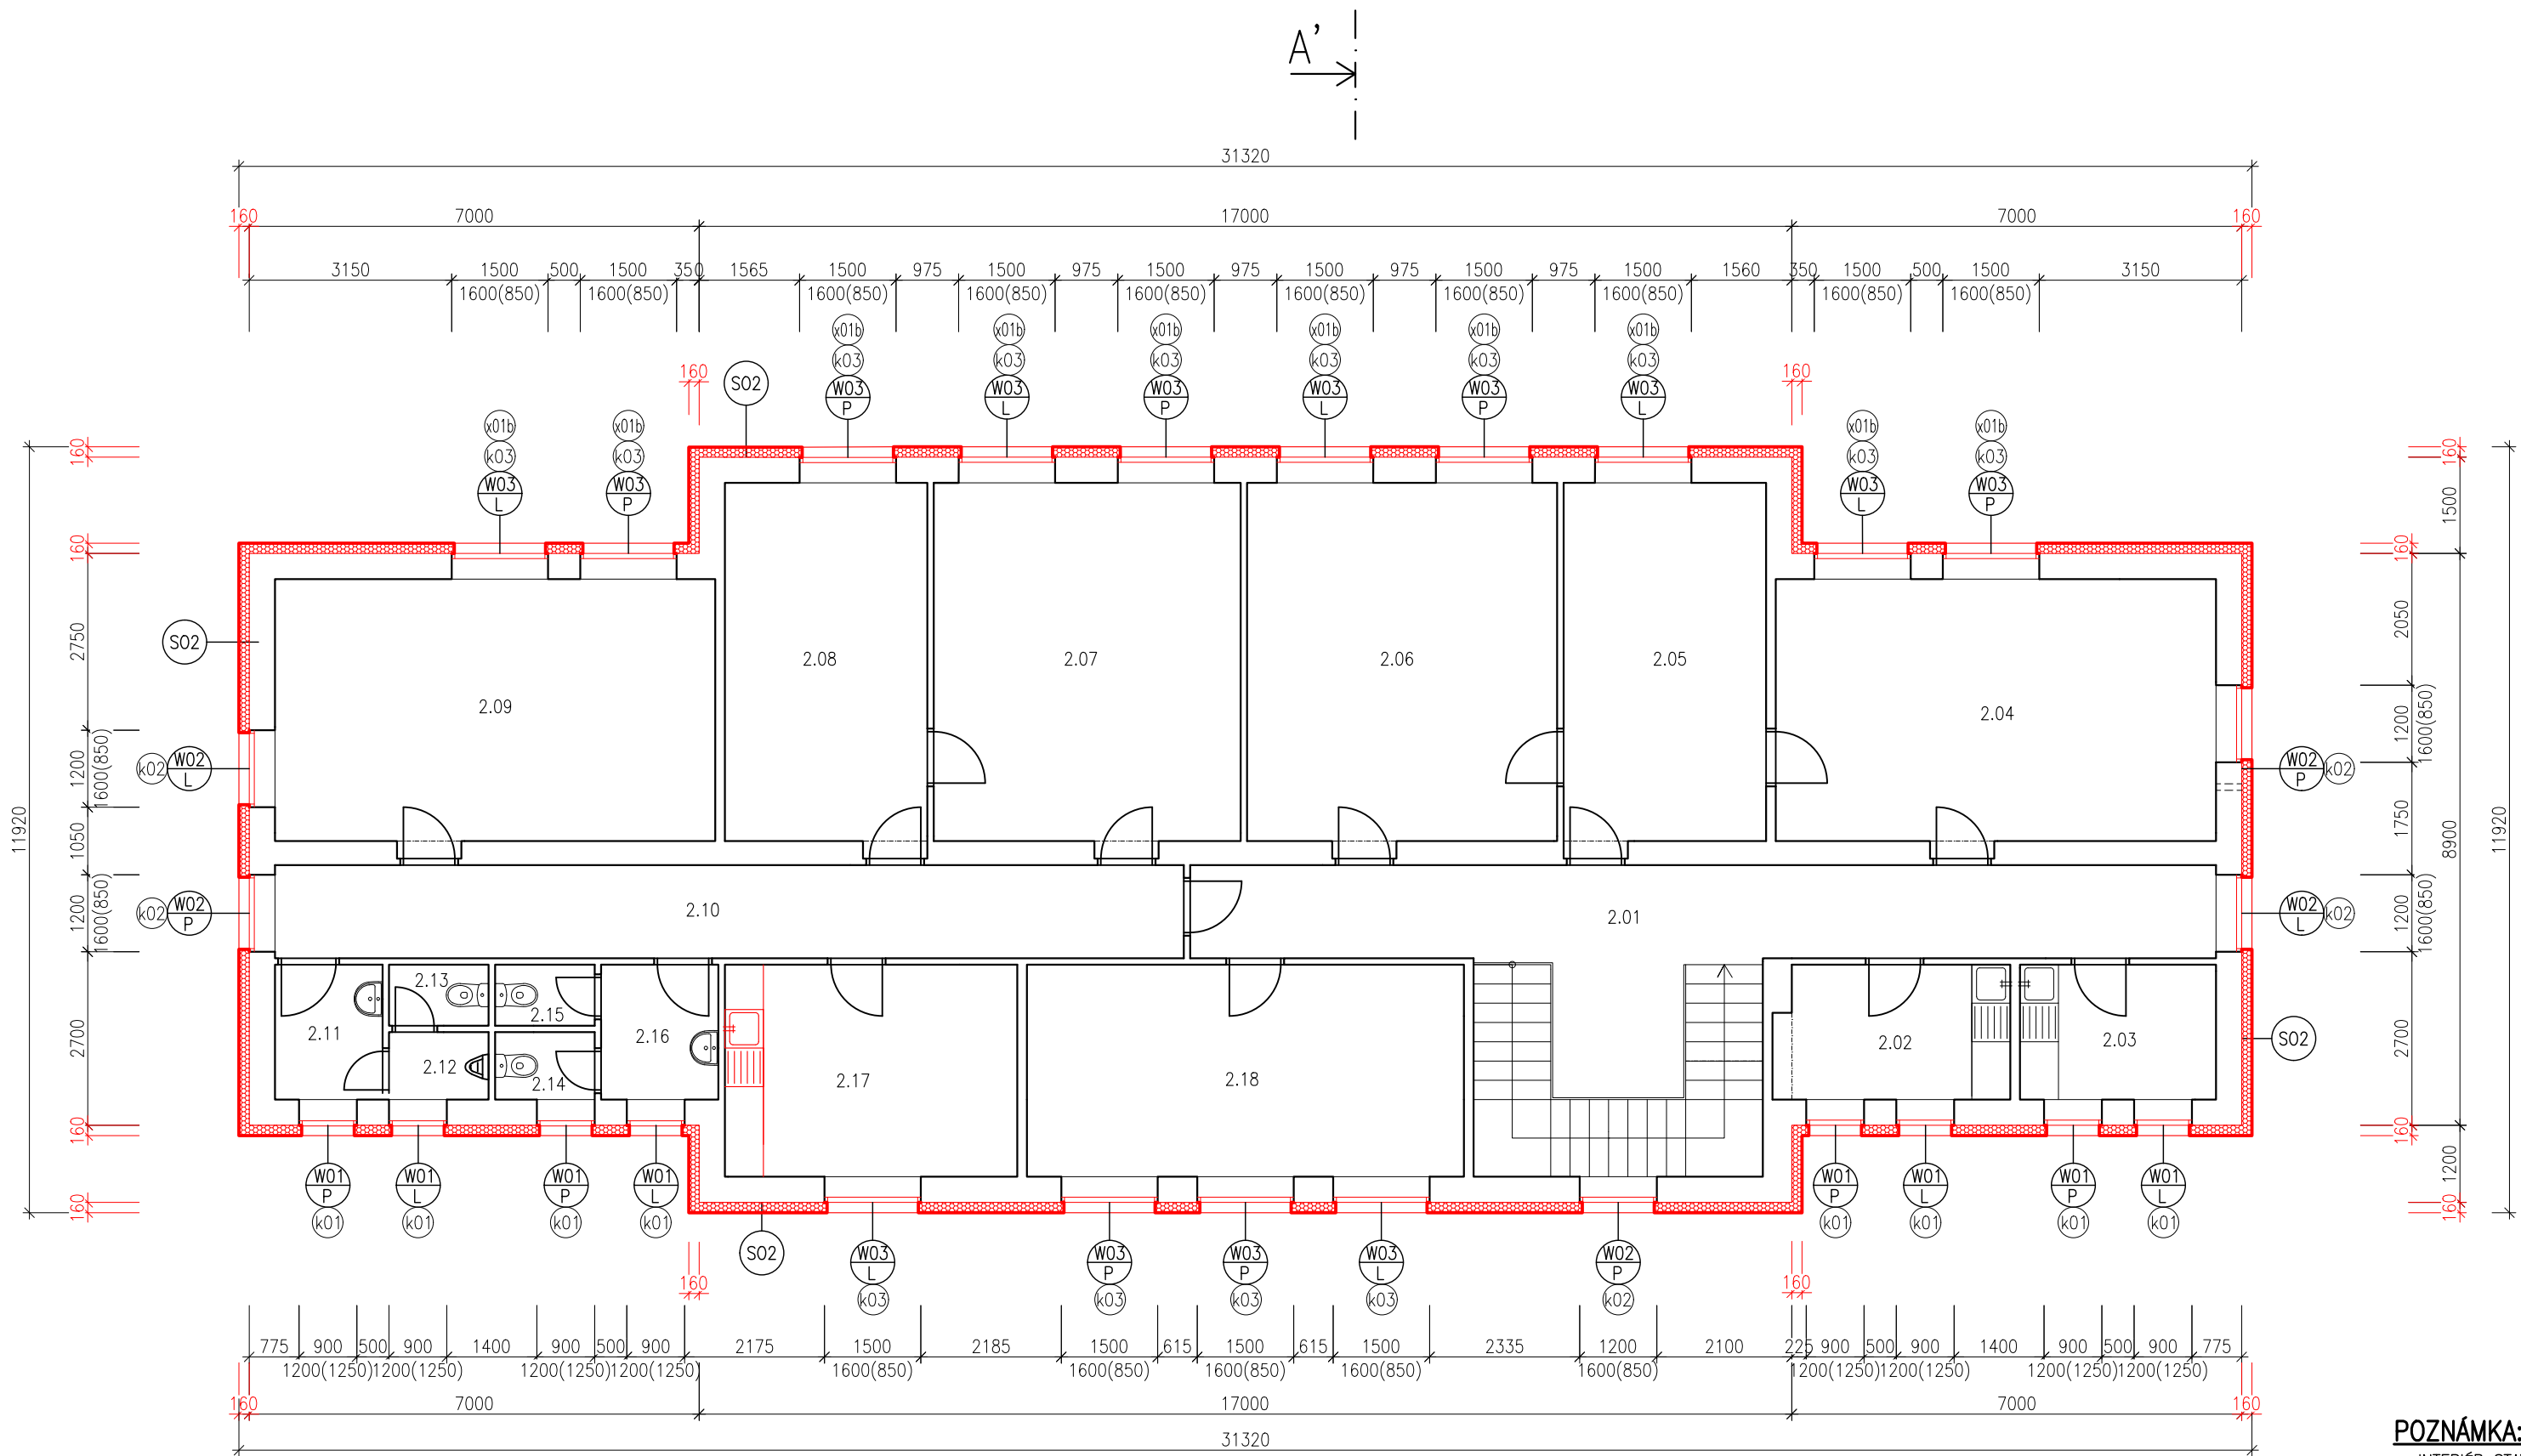 A'
31320
160 7000 17000 7000 160
3150 1500 500 1500 350 1565 1500 975 1500 975 1500 975 1500 975 1500 975 1500 1560 350 1500 500 1500 3150
1600(850) 1600(850) 1600(850) 1600(850) 1600(850) 1600(850) 1600(850) 1600(850) 1600(850) 1600(850)
x01b x01b x01b x01b x01b x01b
k03 k03 k03 k03 k03 k03
160 S02 W03 W03 W03 W03 W03 W03 160
P L P L P L
x01b x01b x01b x01b
k03 k03 k03 k03
W03 W03 W03 W03
L P L P
160 160
1500
160 160
2750 2050
S02
2.08 2.07 2.06 2.05
2.09 2.04
1200 1600(850) 1200 1600(850)
k02 W02 L W02 P k02
11920 1050 1750 8900 11920
1200 1600(850) 1200 1600(850)
k02 W02 P W02 L k02
2.10 2.01
2.13 2.15
2.11 2.16 2.02 2.03 S02
2700 2700
2.12 2.14 2.17 2.18
160 160
1200
W01 W01 W01 W01 W01 W01 W01 W01
P L P L P L P L
k01 k01 k01 k01 k01 k01 k01 k01
160 160
S02 W03 W03 W03 W03 W02
L P P L P
k03 k03 k03 k03 k02
160 160
775 900 500 900 1400 900 500 900 2175 1500 2185 1500 615 1500 615 1500 2335 1200 2100 225 900 500 900 1400 900 500 900 775
1200(1250) 1200(1250) 1200(1250) 1200(1250) 1600(850) 1600(850) 1600(850) 1600(850) 1600(850) 1200(1250) 1200(1250) 1200(1250) 1200(1250)
160 7000 17000 7000 160
31320
POZNÁMKA: